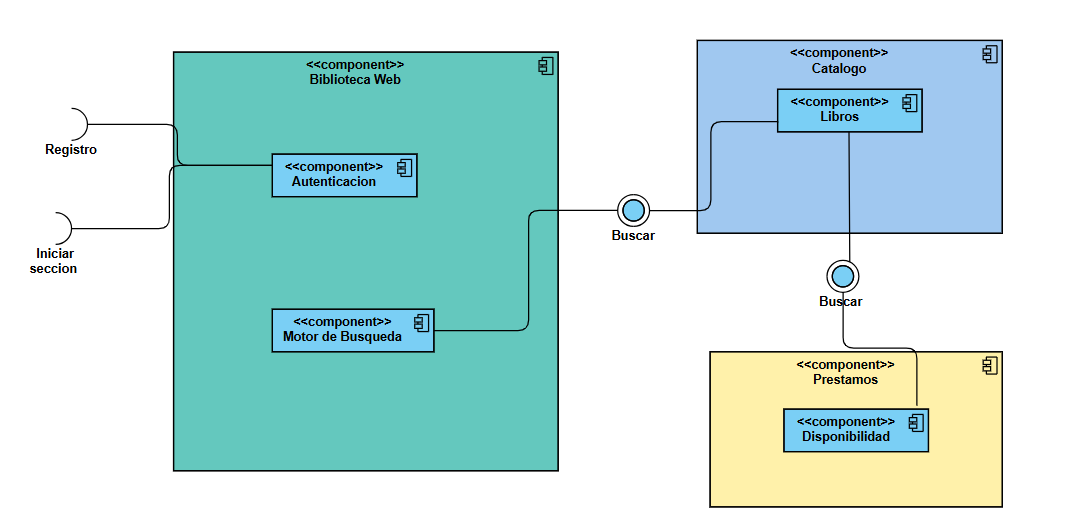 <<component>>
Biblioteca Web
Registro
Iniciar
seccion
<<component>>
Autenticacion
<<component>>
Motor de Busqueda
Buscar
<<component>>
Catalogo
<<component>>
Libros
Buscar
<<component>>
Prestamos
<<component>>
Disponibilidad